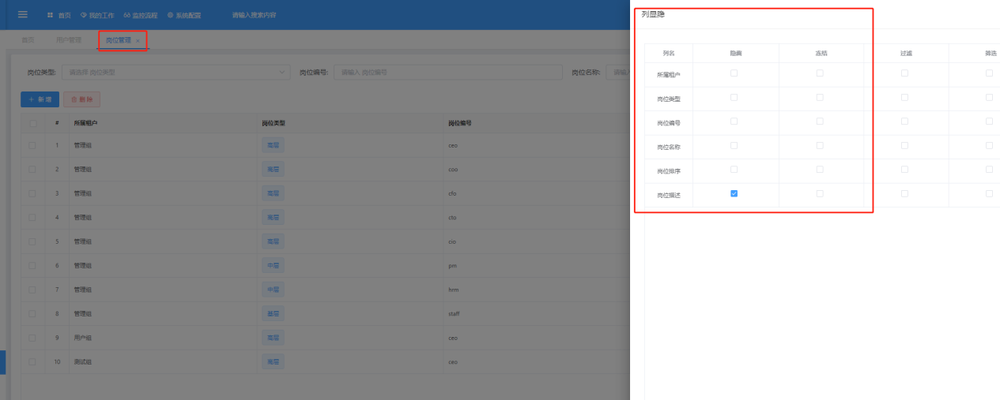 首页 我的工作 监控流程 系统配置 请输入搜索内容
首页 用户管理 岗位管理 ×
岗位类型: 请选择 岗位类型 岗位编号: 请输入 岗位编号 岗位名称: 请输入
+ 新 增 删 除
# 所属租户 岗位类型 岗位编号
1 管理组 高层 ceo
2 管理组 高层 coo
3 管理组 高层 cfo
4 管理组 高层 cto
5 管理组 高层 cio
6 管理组 中层 pm
7 管理组 中层 hrm
8 管理组 基层 staff
9 用户组 高层 ceo
10 测试组 高层 ceo
列显隐
列名 隐藏 冻结 过滤 筛选
所属租户
岗位类型
岗位编号
岗位名称
岗位排序
岗位描述